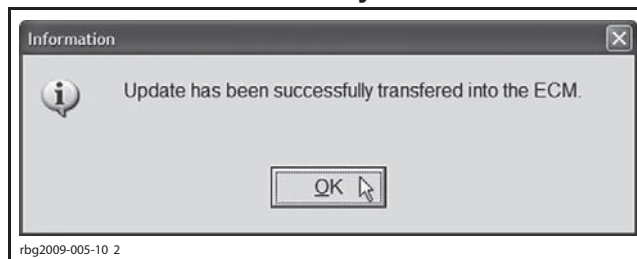 Information
Update has been successfully transfered into the ECM.
OK
rbg2009-005-10 2